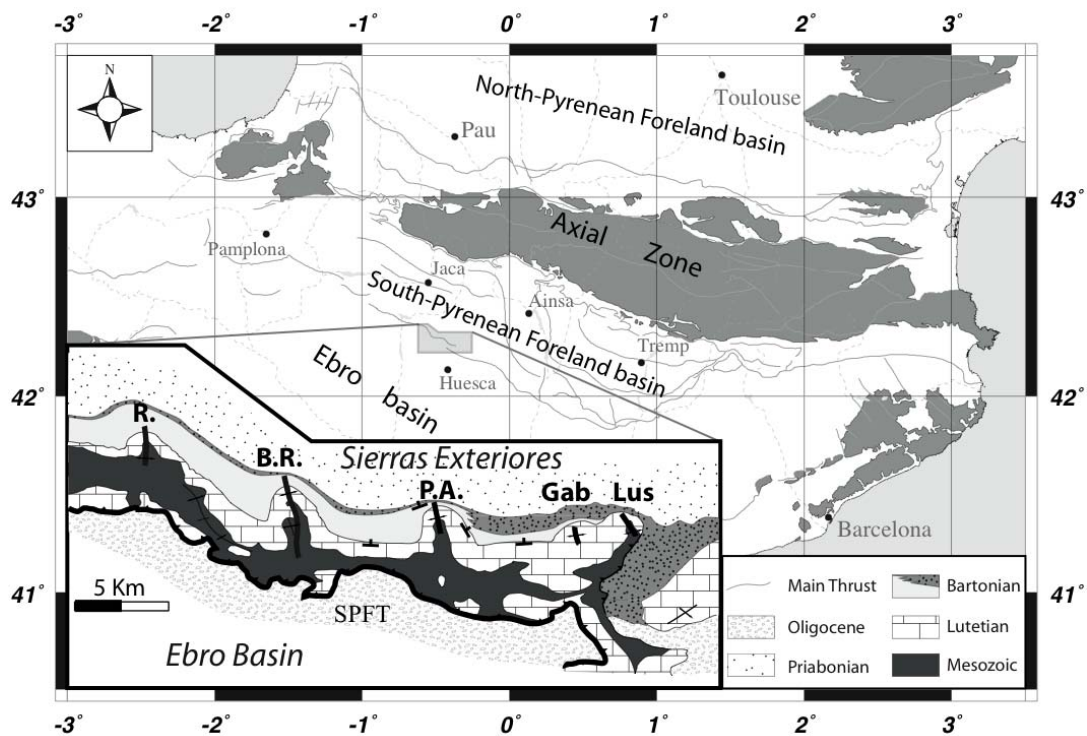 -3° -2° -1° 0° 1° 2° 3°
N
North-Pyrenean Foreland basin
Toulouse
Pau
43° 43°
Axial Zone
Pamplona
Jaca
South-Pyrenean Foreland basin
Ainsa
Tremp
Ebro basin
Huesca
42° 42°
R.
B.R.
Sierras Exteriores
P.A.
Gab
Lus
Barcelona
5 Km
SPFT
Ebro Basin
41° 41°
Main Thrust
Bartonian
Oligocene
Lutetian
Priabonian
Mesozoic
-3° -2° -1° 0° 1° 2° 3°